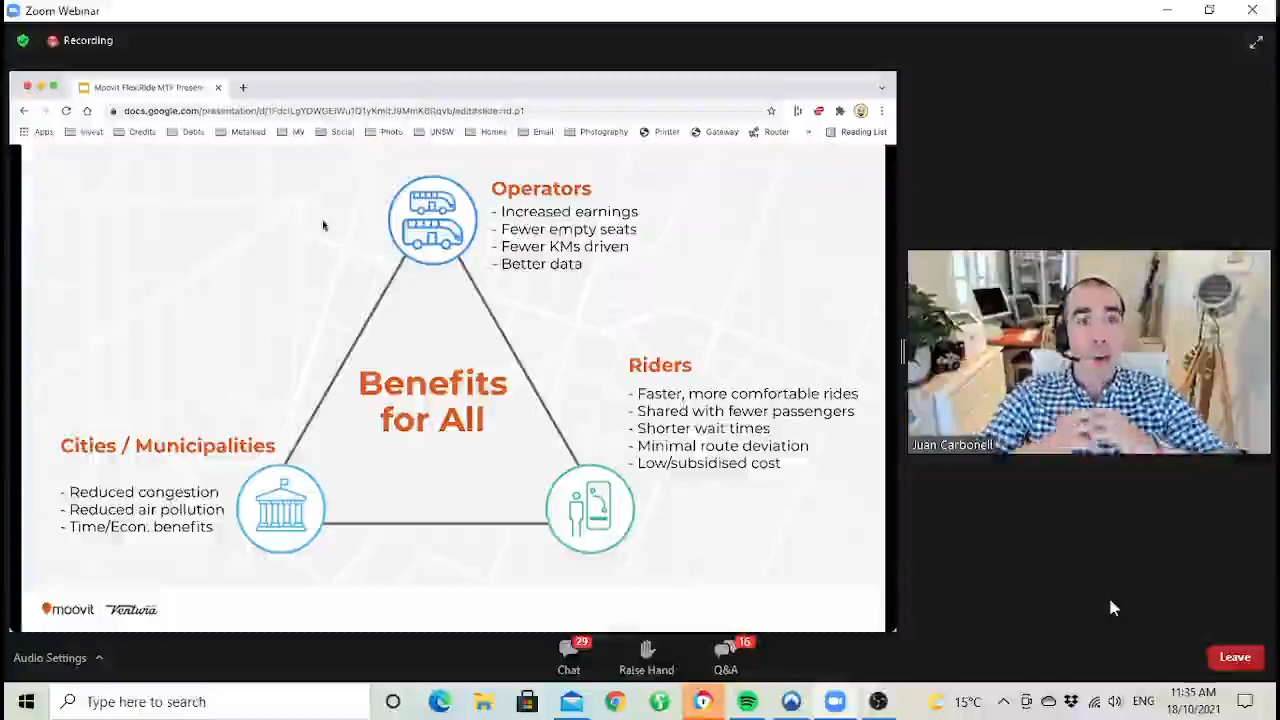 Zoom Webinar
Recording
Moovit FlexiRide MTF Presen
Apps Invest Credits Debts Metalead MV Social Photo UNSW Homes Email Photography Printer Gateway Router » Reading List
Operators
- Increased earnings
- Fewer empty seats
- Fewer KMs driven
- Better data
Benefits
for All
Riders
- Faster, more comfortable rides
- Shared with fewer passengers
- Shorter wait times
- Minimal route deviation
- Low/subsidised cost
Cities / Municipalities
- Reduced congestion
- Reduced air pollution
- Time/Econ. benefits
moovit Ventura
Juan Carbonell
Audio Settings
29
Chat
Raise Hand
16
Q&A
Leave
Type here to search
15°C
ENG
11:35 AM
18/10/2021